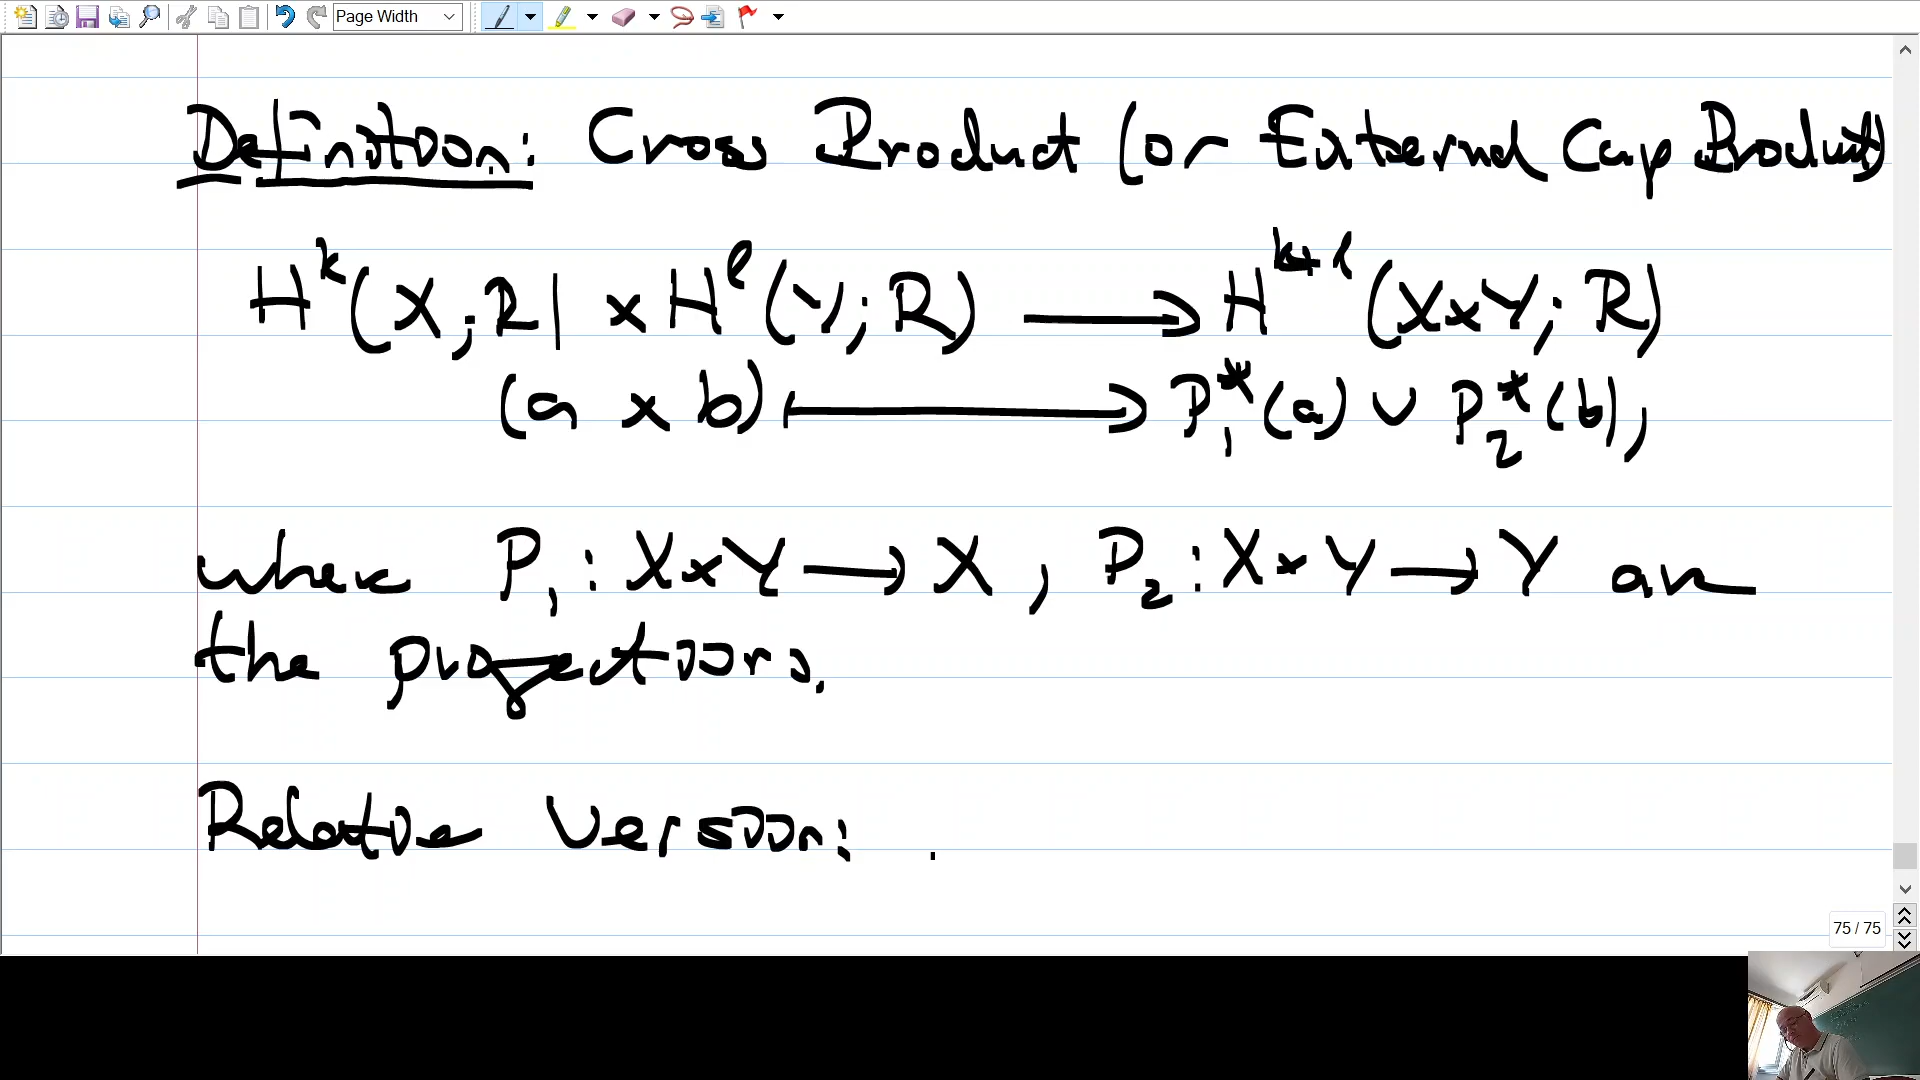 Page Width
Definition: Cross Product (or External Cap Product)
H^k(X;R) × H^l(Y;R) ⟶ H^{k+l}(X×Y;R)
(a × b) ⟼ P_1^*(a) ∪ P_2^*(b),
where P_1 : X×Y ⟶ X , P_2 : X×Y ⟶ Y are
the projections.
Relative Version:
75 / 75